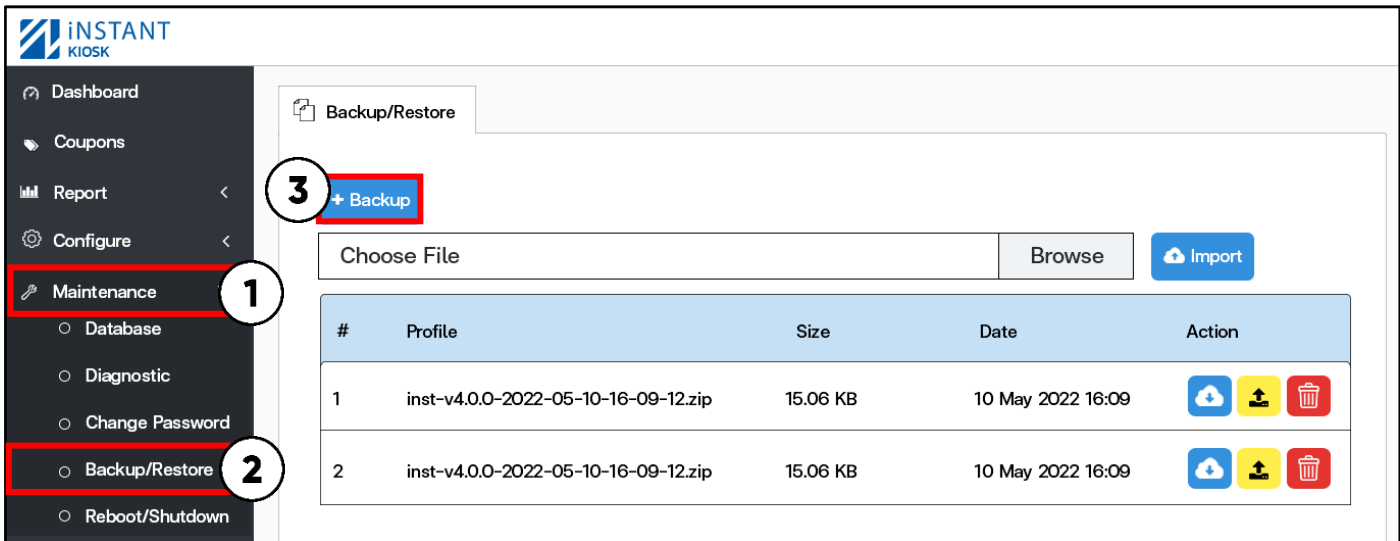 iNSTANT
KIOSK
Dashboard
Coupons
Report
Configure
Maintenance
1
Database
Diagnostic
Change Password
Backup/Restore
2
Reboot/Shutdown
Backup/Restore
3
+ Backup
Choose File
Browse
Import
# Profile Size Date Action
1 inst-v4.0.0-2022-05-10-16-09-12.zip 15.06 KB 10 May 2022 16:09
2 inst-v4.0.0-2022-05-10-16-09-12.zip 15.06 KB 10 May 2022 16:09